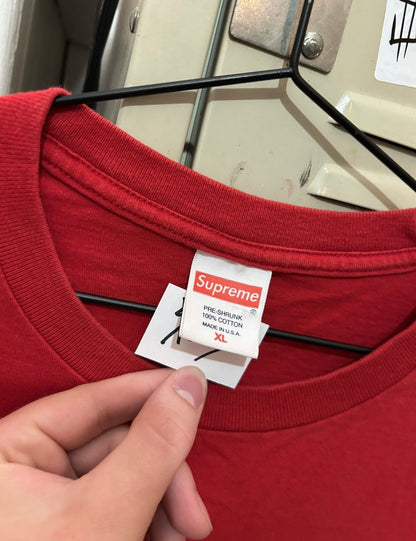 Supreme
®
PRE-SHRUNK
100% COTTON
MADE IN U.S.A.
XL